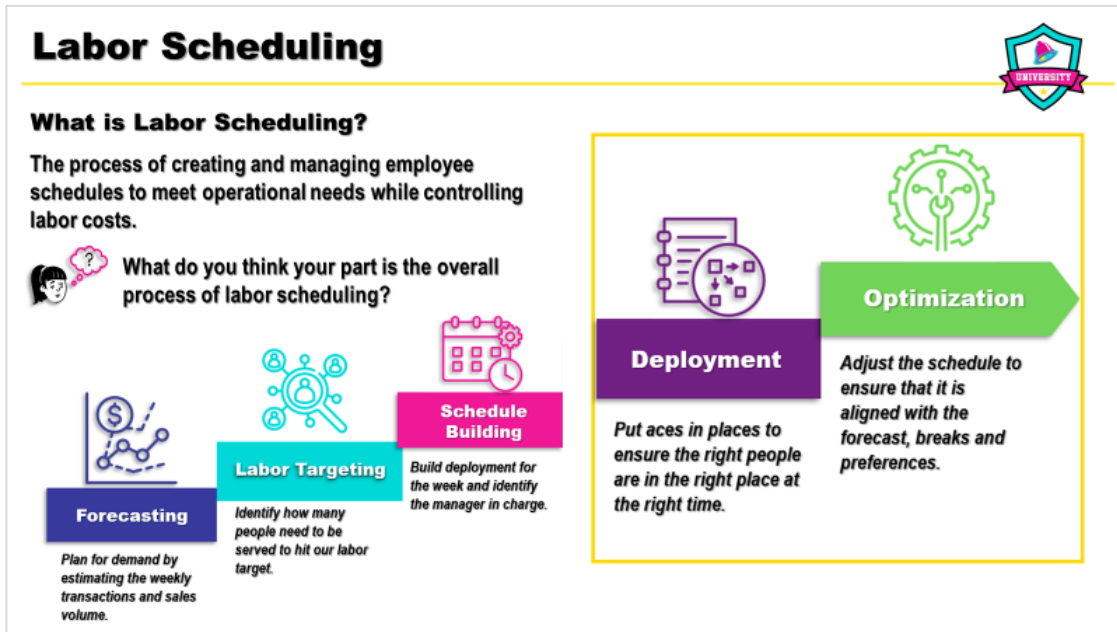 Labor Scheduling
UNIVERSITY
What is Labor Scheduling?
The process of creating and managing employee
schedules to meet operational needs while controlling
labor costs.
?
What do you think your part is the overall
process of labor scheduling?
$
Forecasting
Plan for demand by
estimating the weekly
transactions and sales
volume.
Labor Targeting
Identify how many
people need to be
served to hit our labor
target.
Schedule
Building
Build deployment for
the week and identify
the manager in charge.
Deployment
Put aces in places to
ensure the right people
are in the right place at
the right time.
Optimization
Adjust the schedule to
ensure that it is
aligned with the
forecast, breaks and
preferences.